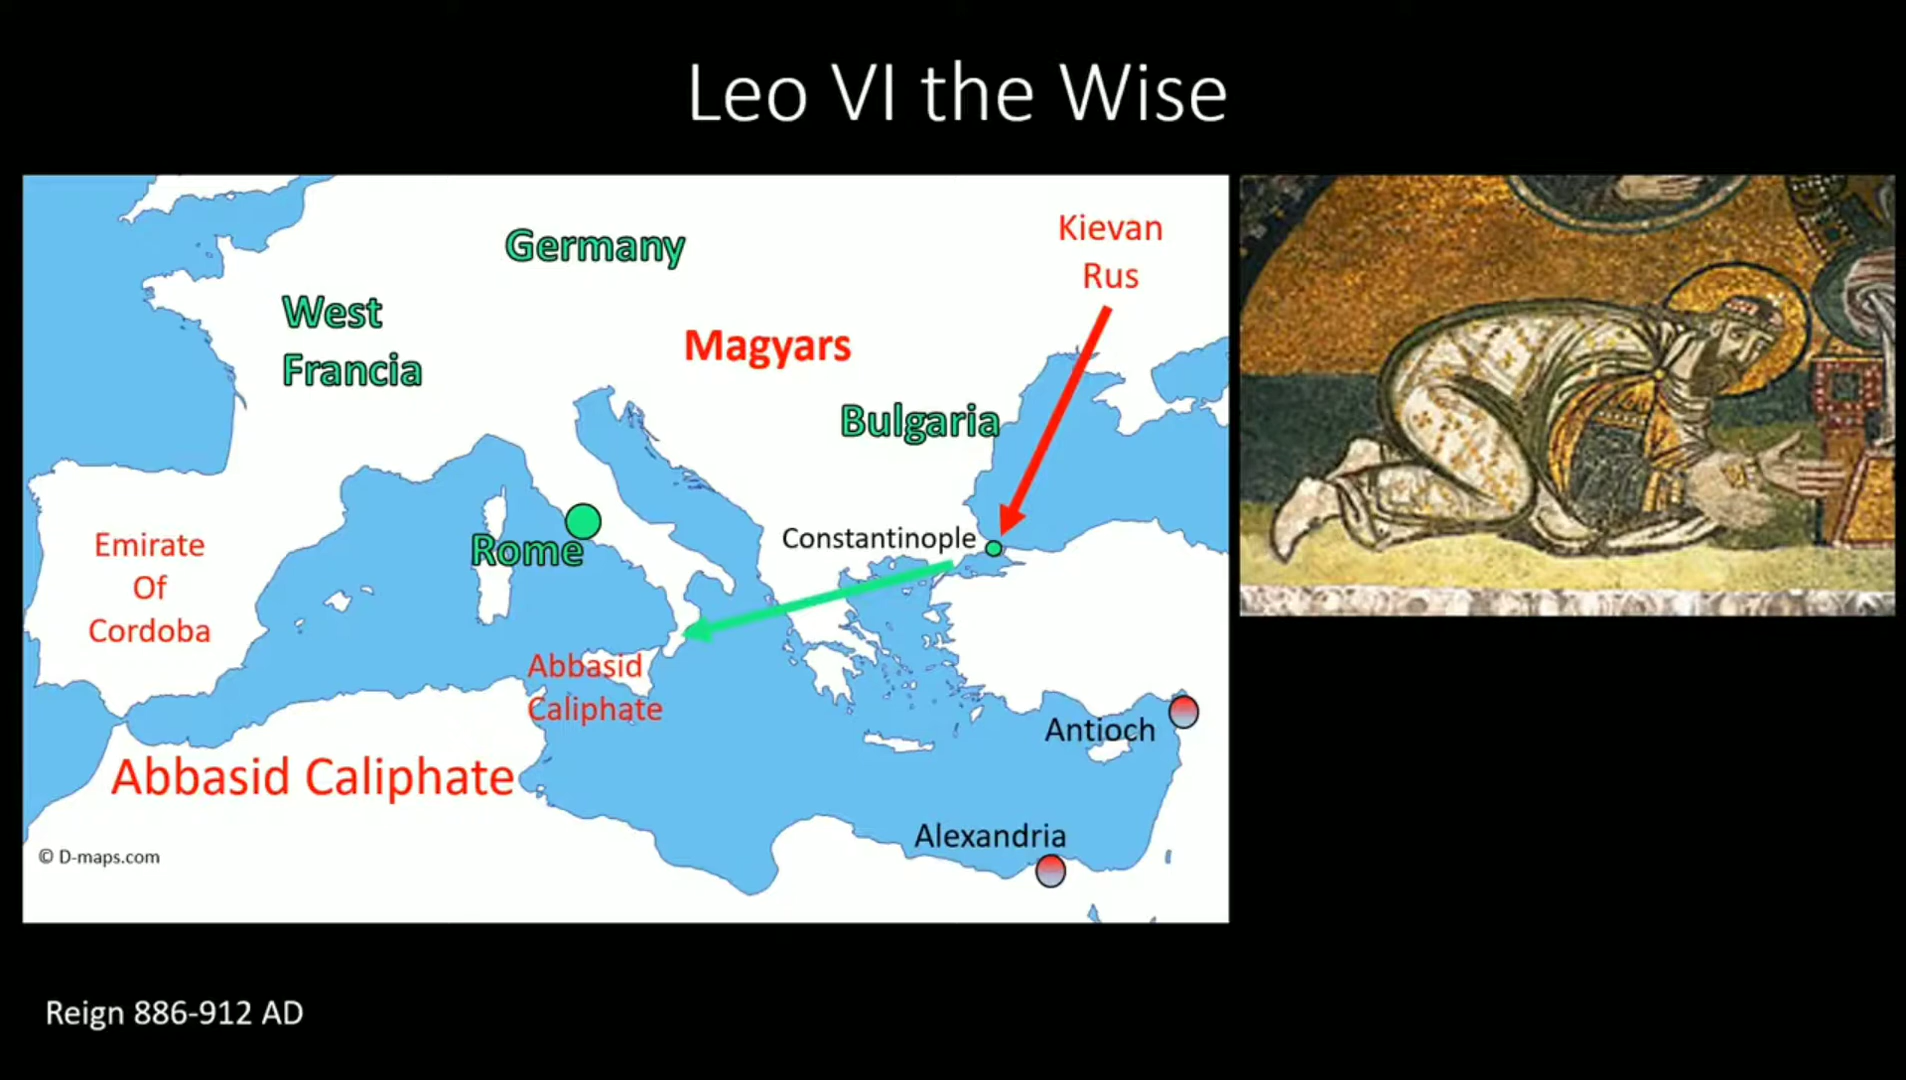 Leo VI the Wise
Germany
Kievan
Rus
West
Francia
Magyars
Bulgaria
Constantinople
Rome
Emirate
Of
Cordoba
Abbasid
Caliphate
Antioch
Abbasid Caliphate
Alexandria
© D-maps.com
Reign 886-912 AD